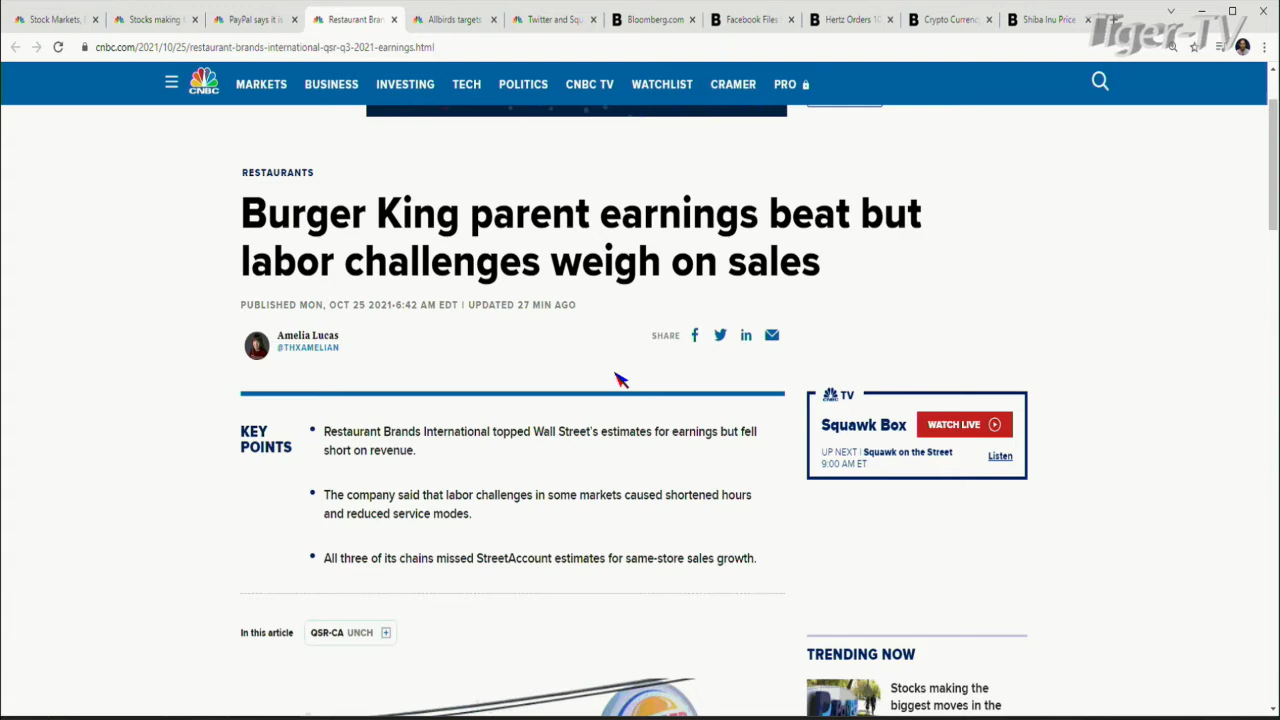 Stock Markets,
Stocks making
PayPal says it is
Restaurant Bran
Allbirds targets
Twitter and Squ
Bloomberg.com
Facebook Files:
Hertz Orders 10
Crypto Currenc
Shiba Inu Price
Tiger-TV
cnbc.com/2021/10/25/restaurant-brands-international-qsr-q3-2021-earnings.html
CNBC
MARKETS
BUSINESS
INVESTING
TECH
POLITICS
CNBC TV
WATCHLIST
CRAMER
PRO
RESTAURANTS
Burger King parent earnings beat but
labor challenges weigh on sales
PUBLISHED MON, OCT 25 2021•6:42 AM EDT | UPDATED 27 MIN AGO
Amelia Lucas
@THXAMELIAN
SHARE
KEY
POINTS
• Restaurant Brands International topped Wall Street's estimates for earnings but fell
short on revenue.
• The company said that labor challenges in some markets caused shortened hours
and reduced service modes.
• All three of its chains missed StreetAccount estimates for same-store sales growth.
In this article
QSR-CA UNCH
TV
Squawk Box
WATCH LIVE
UP NEXT | Squawk on the Street
9:00 AM ET
Listen
TRENDING NOW
Stocks making the
biggest moves in the